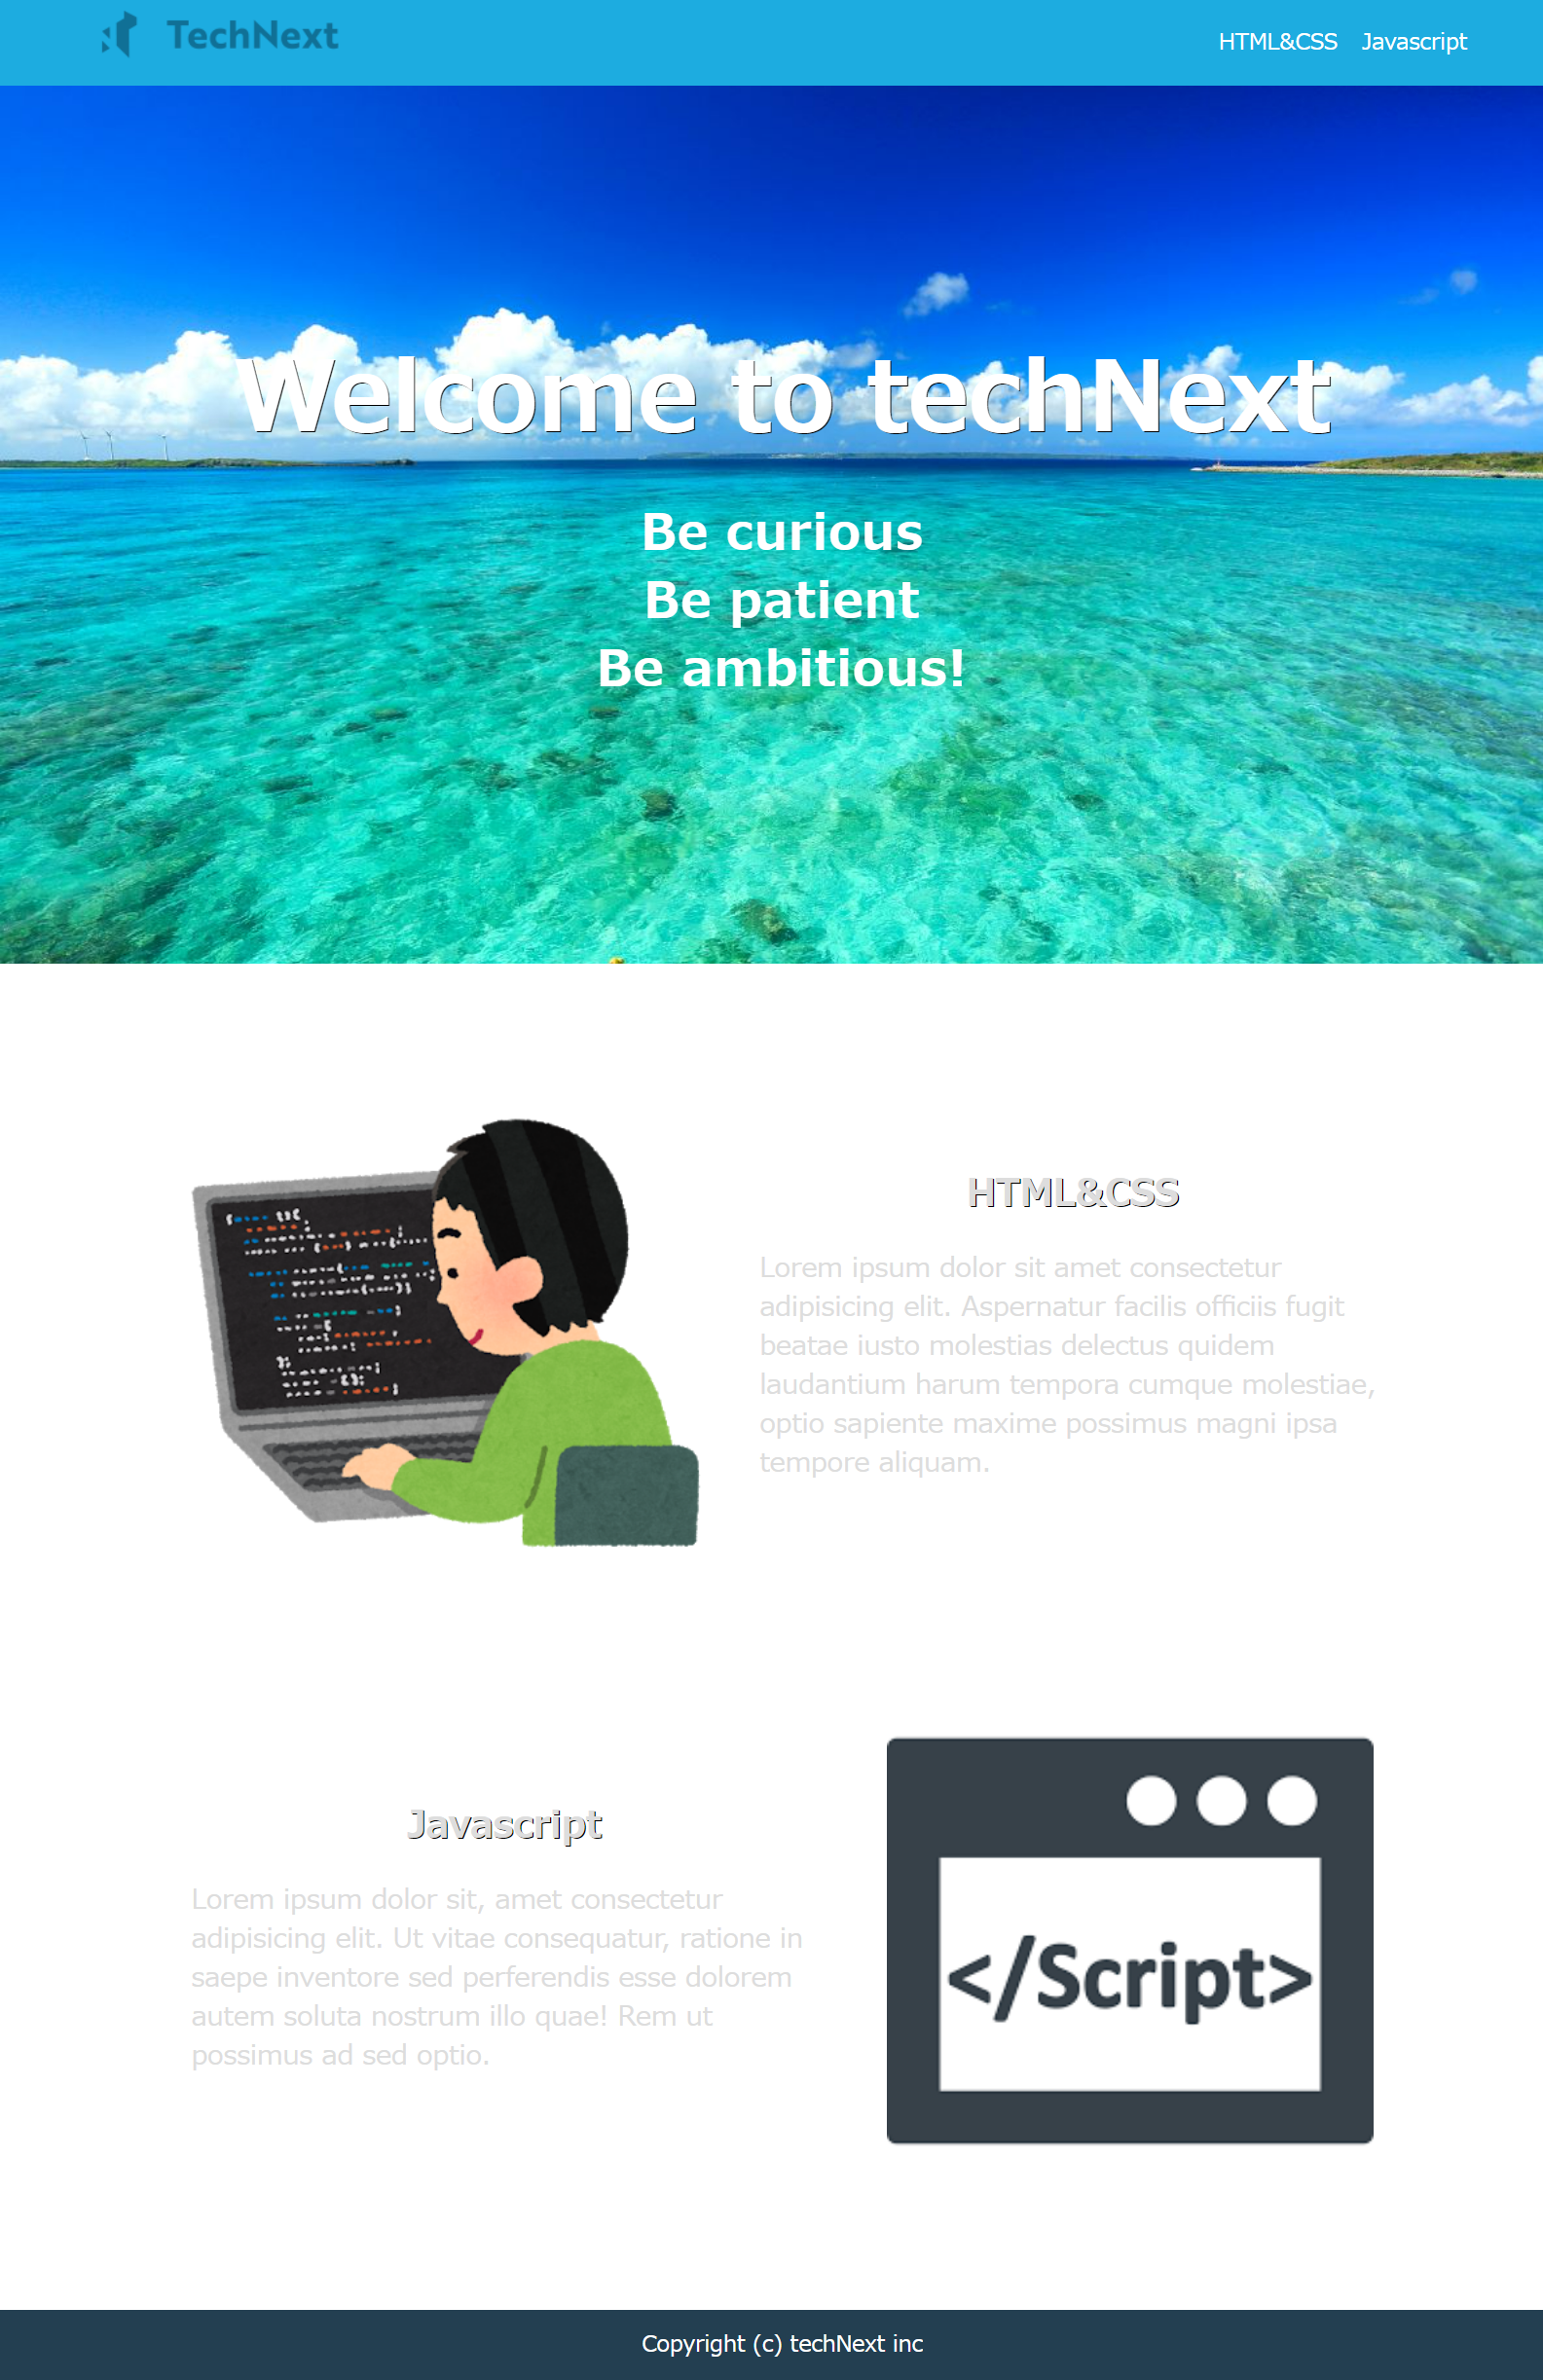 TechNext
HTML&CSS Javascript
Welcome to techNext
Be curious
Be patient
Be ambitious!
HTML&CSS
Lorem ipsum dolor sit amet consectetur
adipisicing elit. Aspernatur facilis officiis fugit
beatae iusto molestias delectus quidem
laudantium harum tempora cumque molestiae,
optio sapiente maxime possimus magni ipsa
tempore aliquam.
Javascript
Lorem ipsum dolor sit, amet consectetur
adipisicing elit. Ut vitae consequatur, ratione in
saepe inventore sed perferendis esse dolorem
autem soluta nostrum illo quae! Rem ut
possimus ad sed optio.
</Script>
Copyright (c) techNext inc